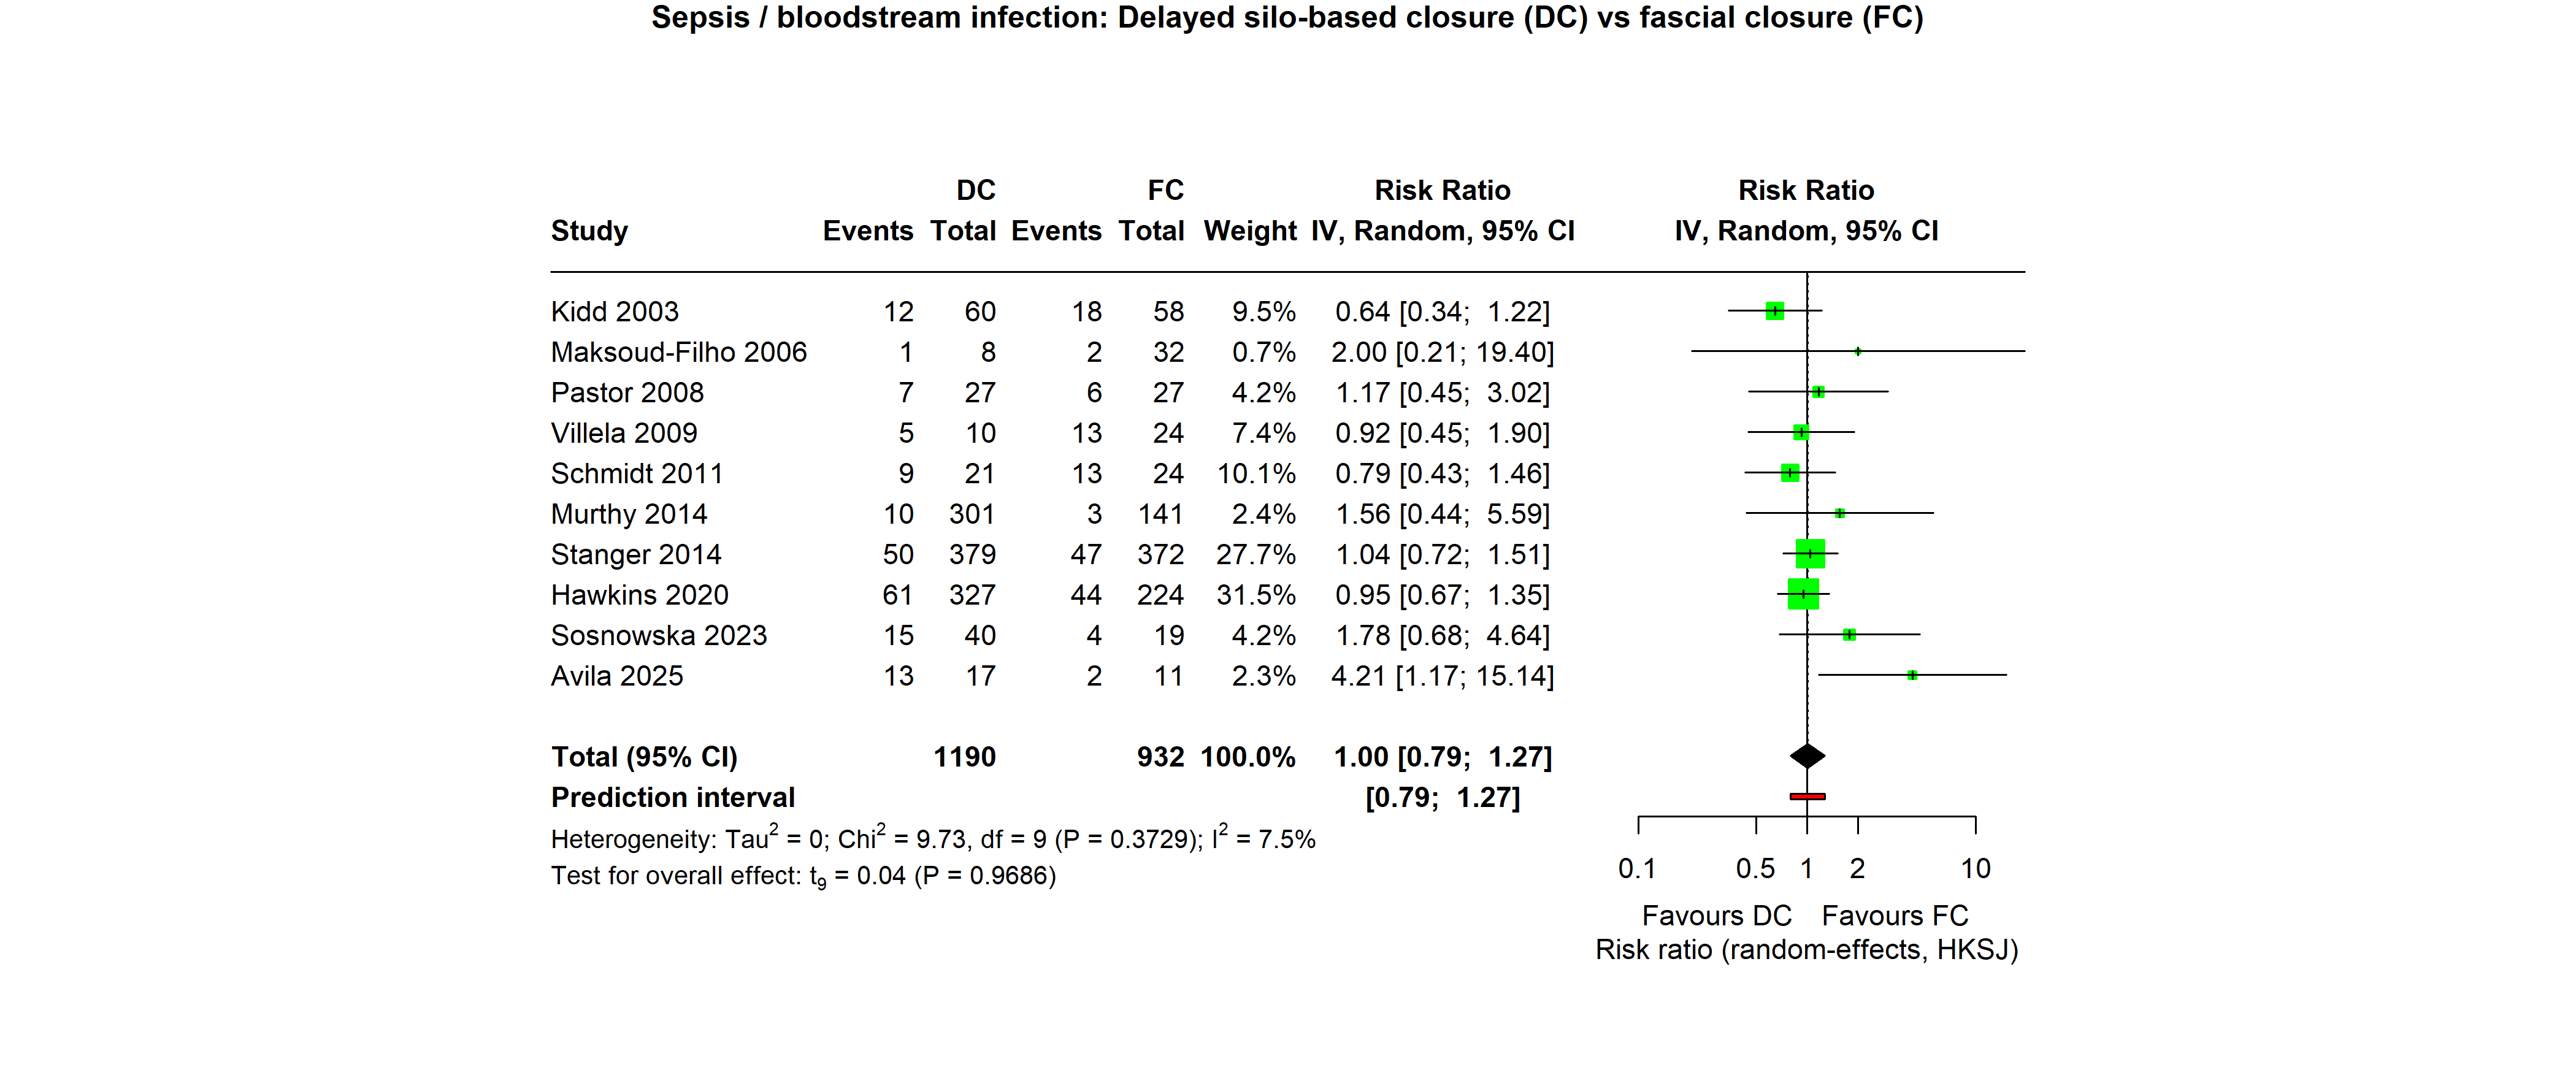 Sepsis / bloodstream infection: Delayed silo-based closure (DC) vs fascial closure (FC)
DC FC Risk Ratio Risk Ratio
Study Events Total Events Total Weight IV, Random, 95% CI IV, Random, 95% CI
Kidd 2003 12 60 18 58 9.5% 0.64 [0.34; 1.22]
Maksoud-Filho 2006 1 8 2 32 0.7% 2.00 [0.21; 19.40]
Pastor 2008 7 27 6 27 4.2% 1.17 [0.45; 3.02]
Villela 2009 5 10 13 24 7.4% 0.92 [0.45; 1.90]
Schmidt 2011 9 21 13 24 10.1% 0.79 [0.43; 1.46]
Murthy 2014 10 301 3 141 2.4% 1.56 [0.44; 5.59]
Stanger 2014 50 379 47 372 27.7% 1.04 [0.72; 1.51]
Hawkins 2020 61 327 44 224 31.5% 0.95 [0.67; 1.35]
Sosnowska 2023 15 40 4 19 4.2% 1.78 [0.68; 4.64]
Avila 2025 13 17 2 11 2.3% 4.21 [1.17; 15.14]
Total (95% CI) 1190 932 100.0% 1.00 [0.79; 1.27]
Prediction interval [0.79; 1.27]
Heterogeneity: Tau² = 0; Chi² = 9.73, df = 9 (P = 0.3729); I² = 7.5%
Test for overall effect: t₉ = 0.04 (P = 0.9686)
0.1 0.5 1 2 10
Favours DC Favours FC
Risk ratio (random-effects, HKSJ)